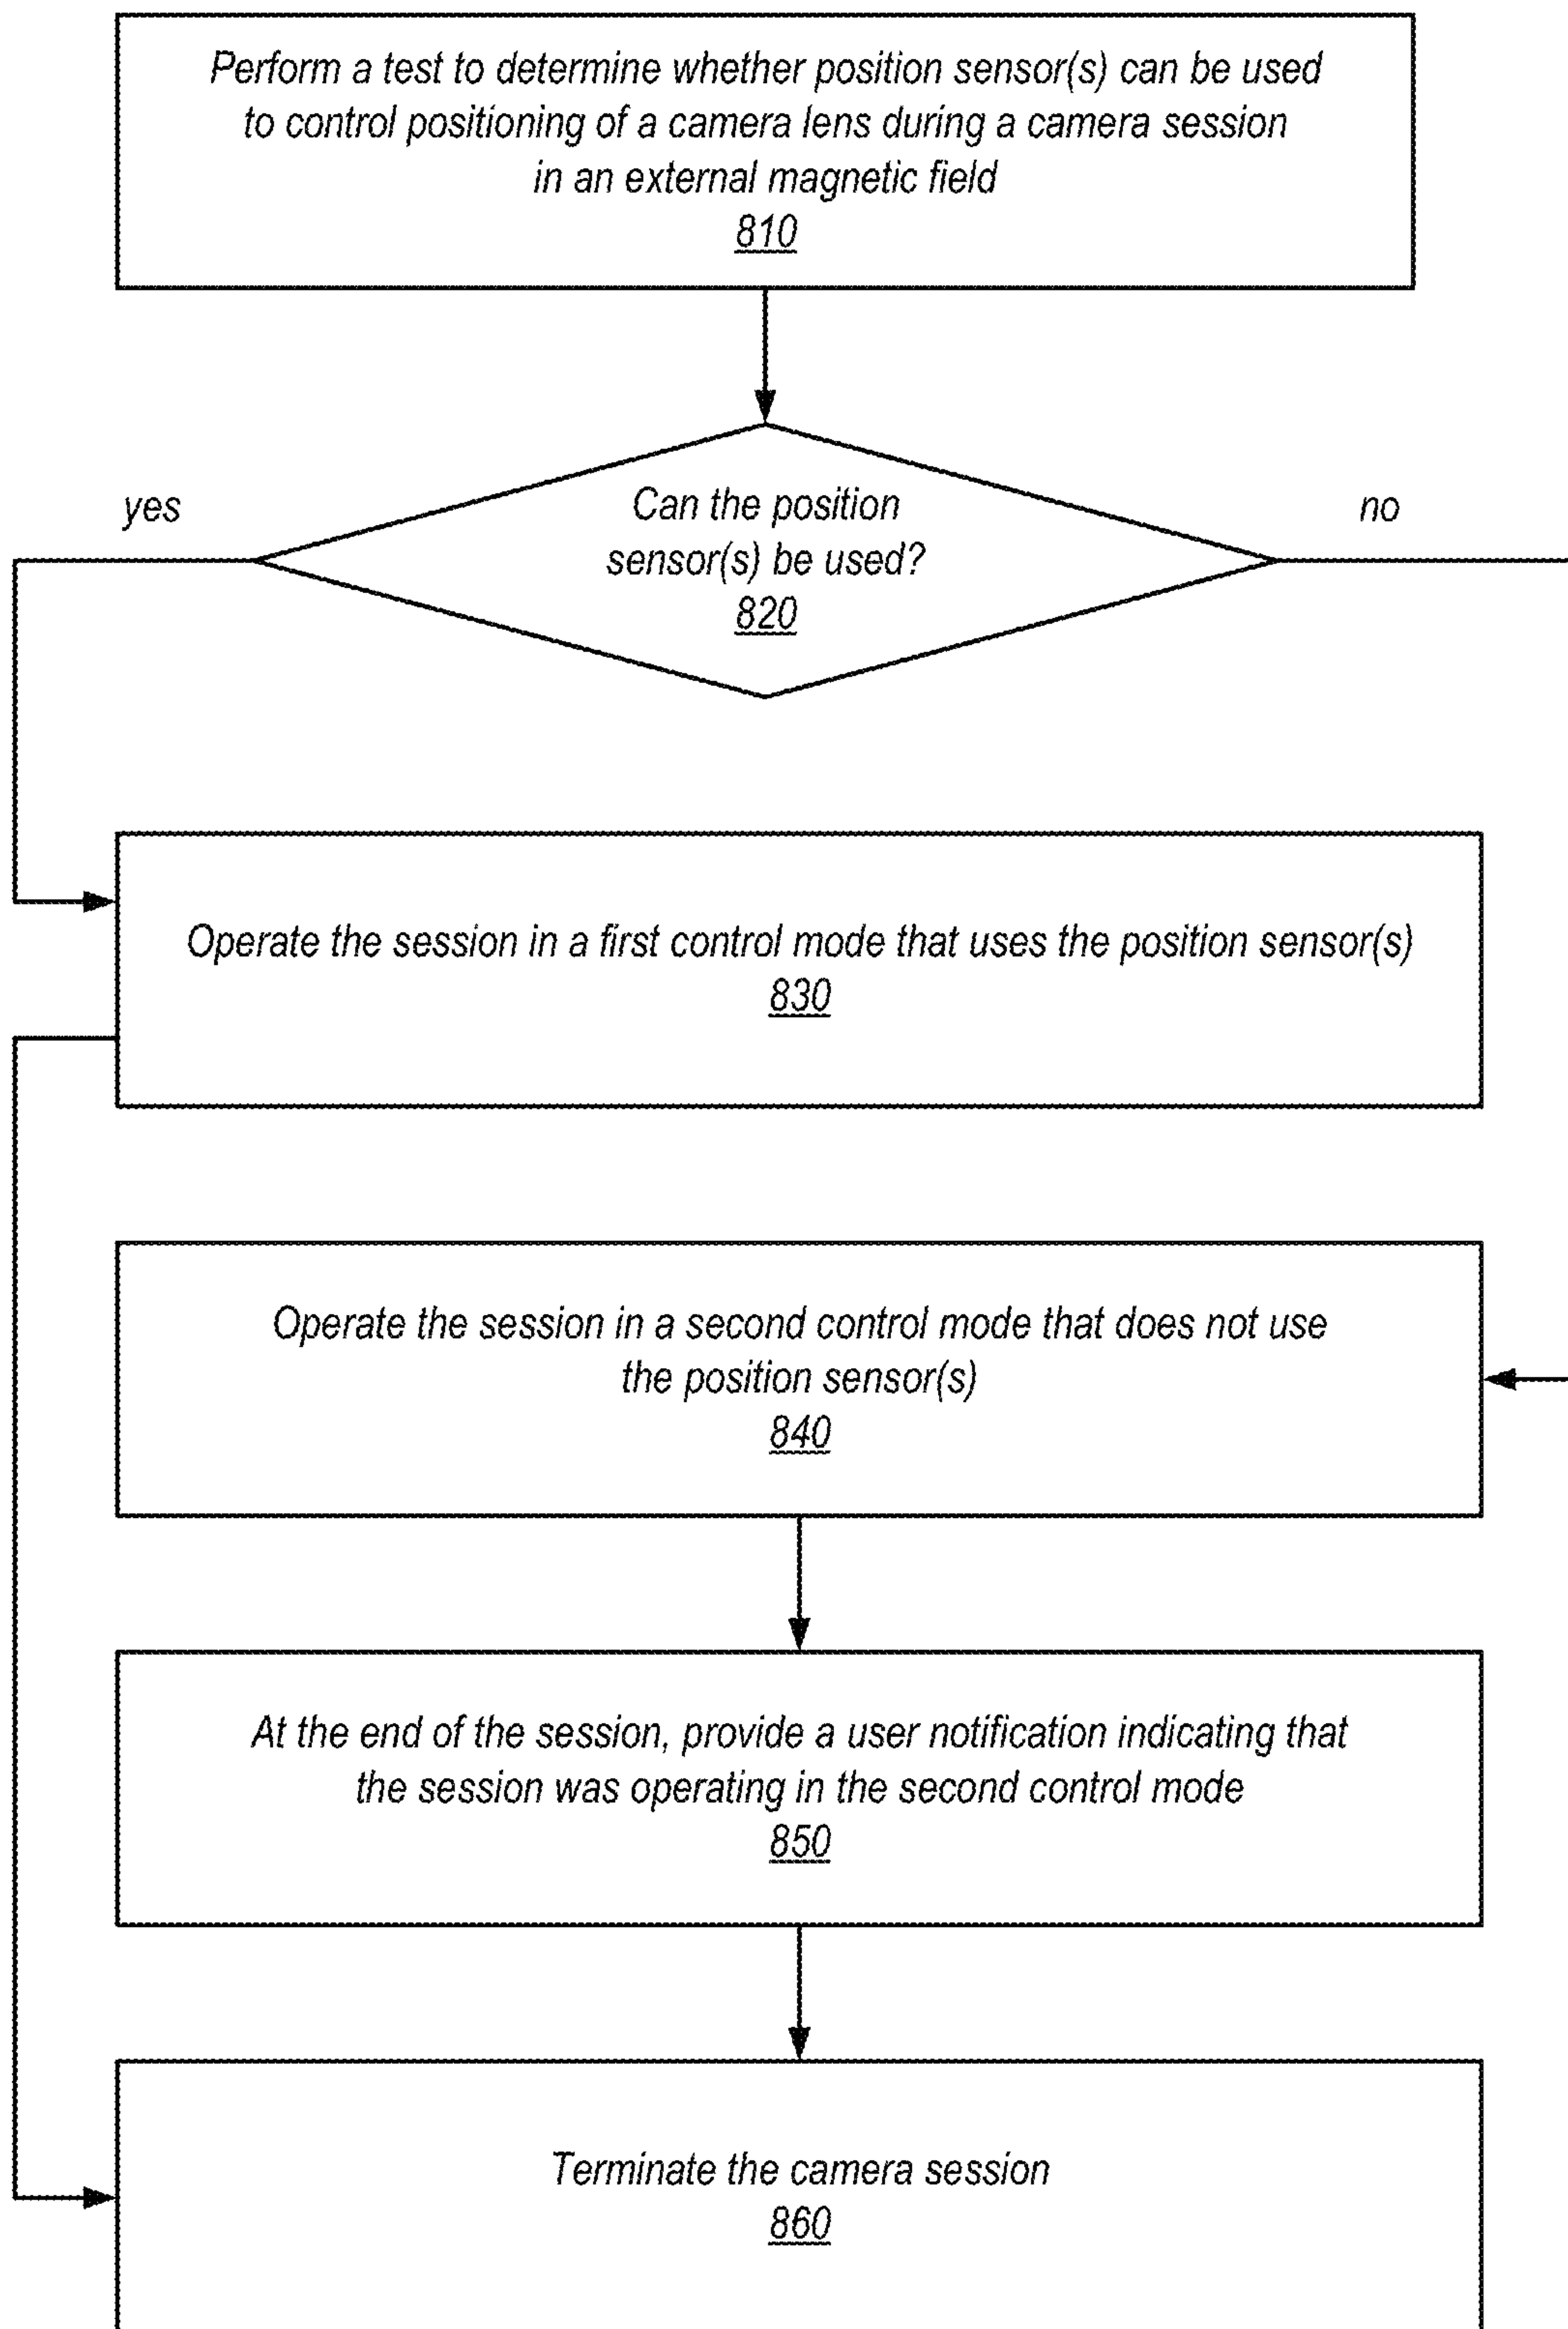 Perform a test to determine whether position sensor(s) can be used
to control positioning of a camera lens during a camera session
in an external magnetic field
810
yes
no
Can the position
sensor(s) be used?
820
Operate the session in a first control mode that uses the position sensor(s)
830
Operate the session in a second control mode that does not use
the position sensor(s)
840
At the end of the session, provide a user notification indicating that
the session was operating in the second control mode
850
Terminate the camera session
860